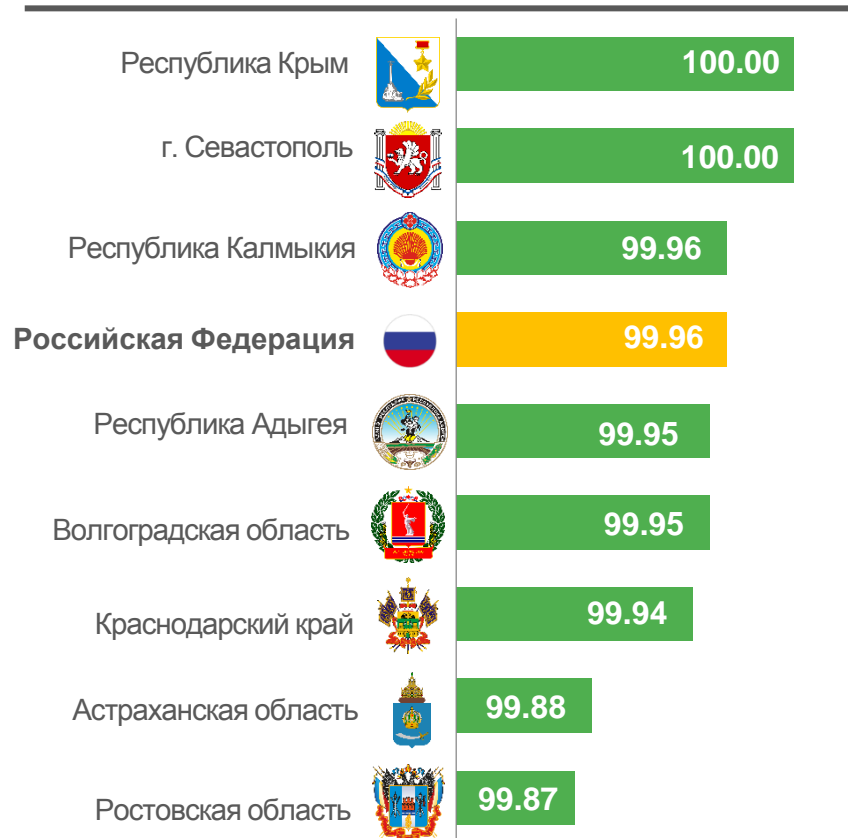 Республика Крым 100.00
г. Севастополь 100.00
Республика Калмыкия 99.96
Российская Федерация 99.96
Республика Адыгея 99.95
Волгоградская область 99.95
Краснодарский край 99.94
Астраханская область 99.88
Ростовская область 99.87